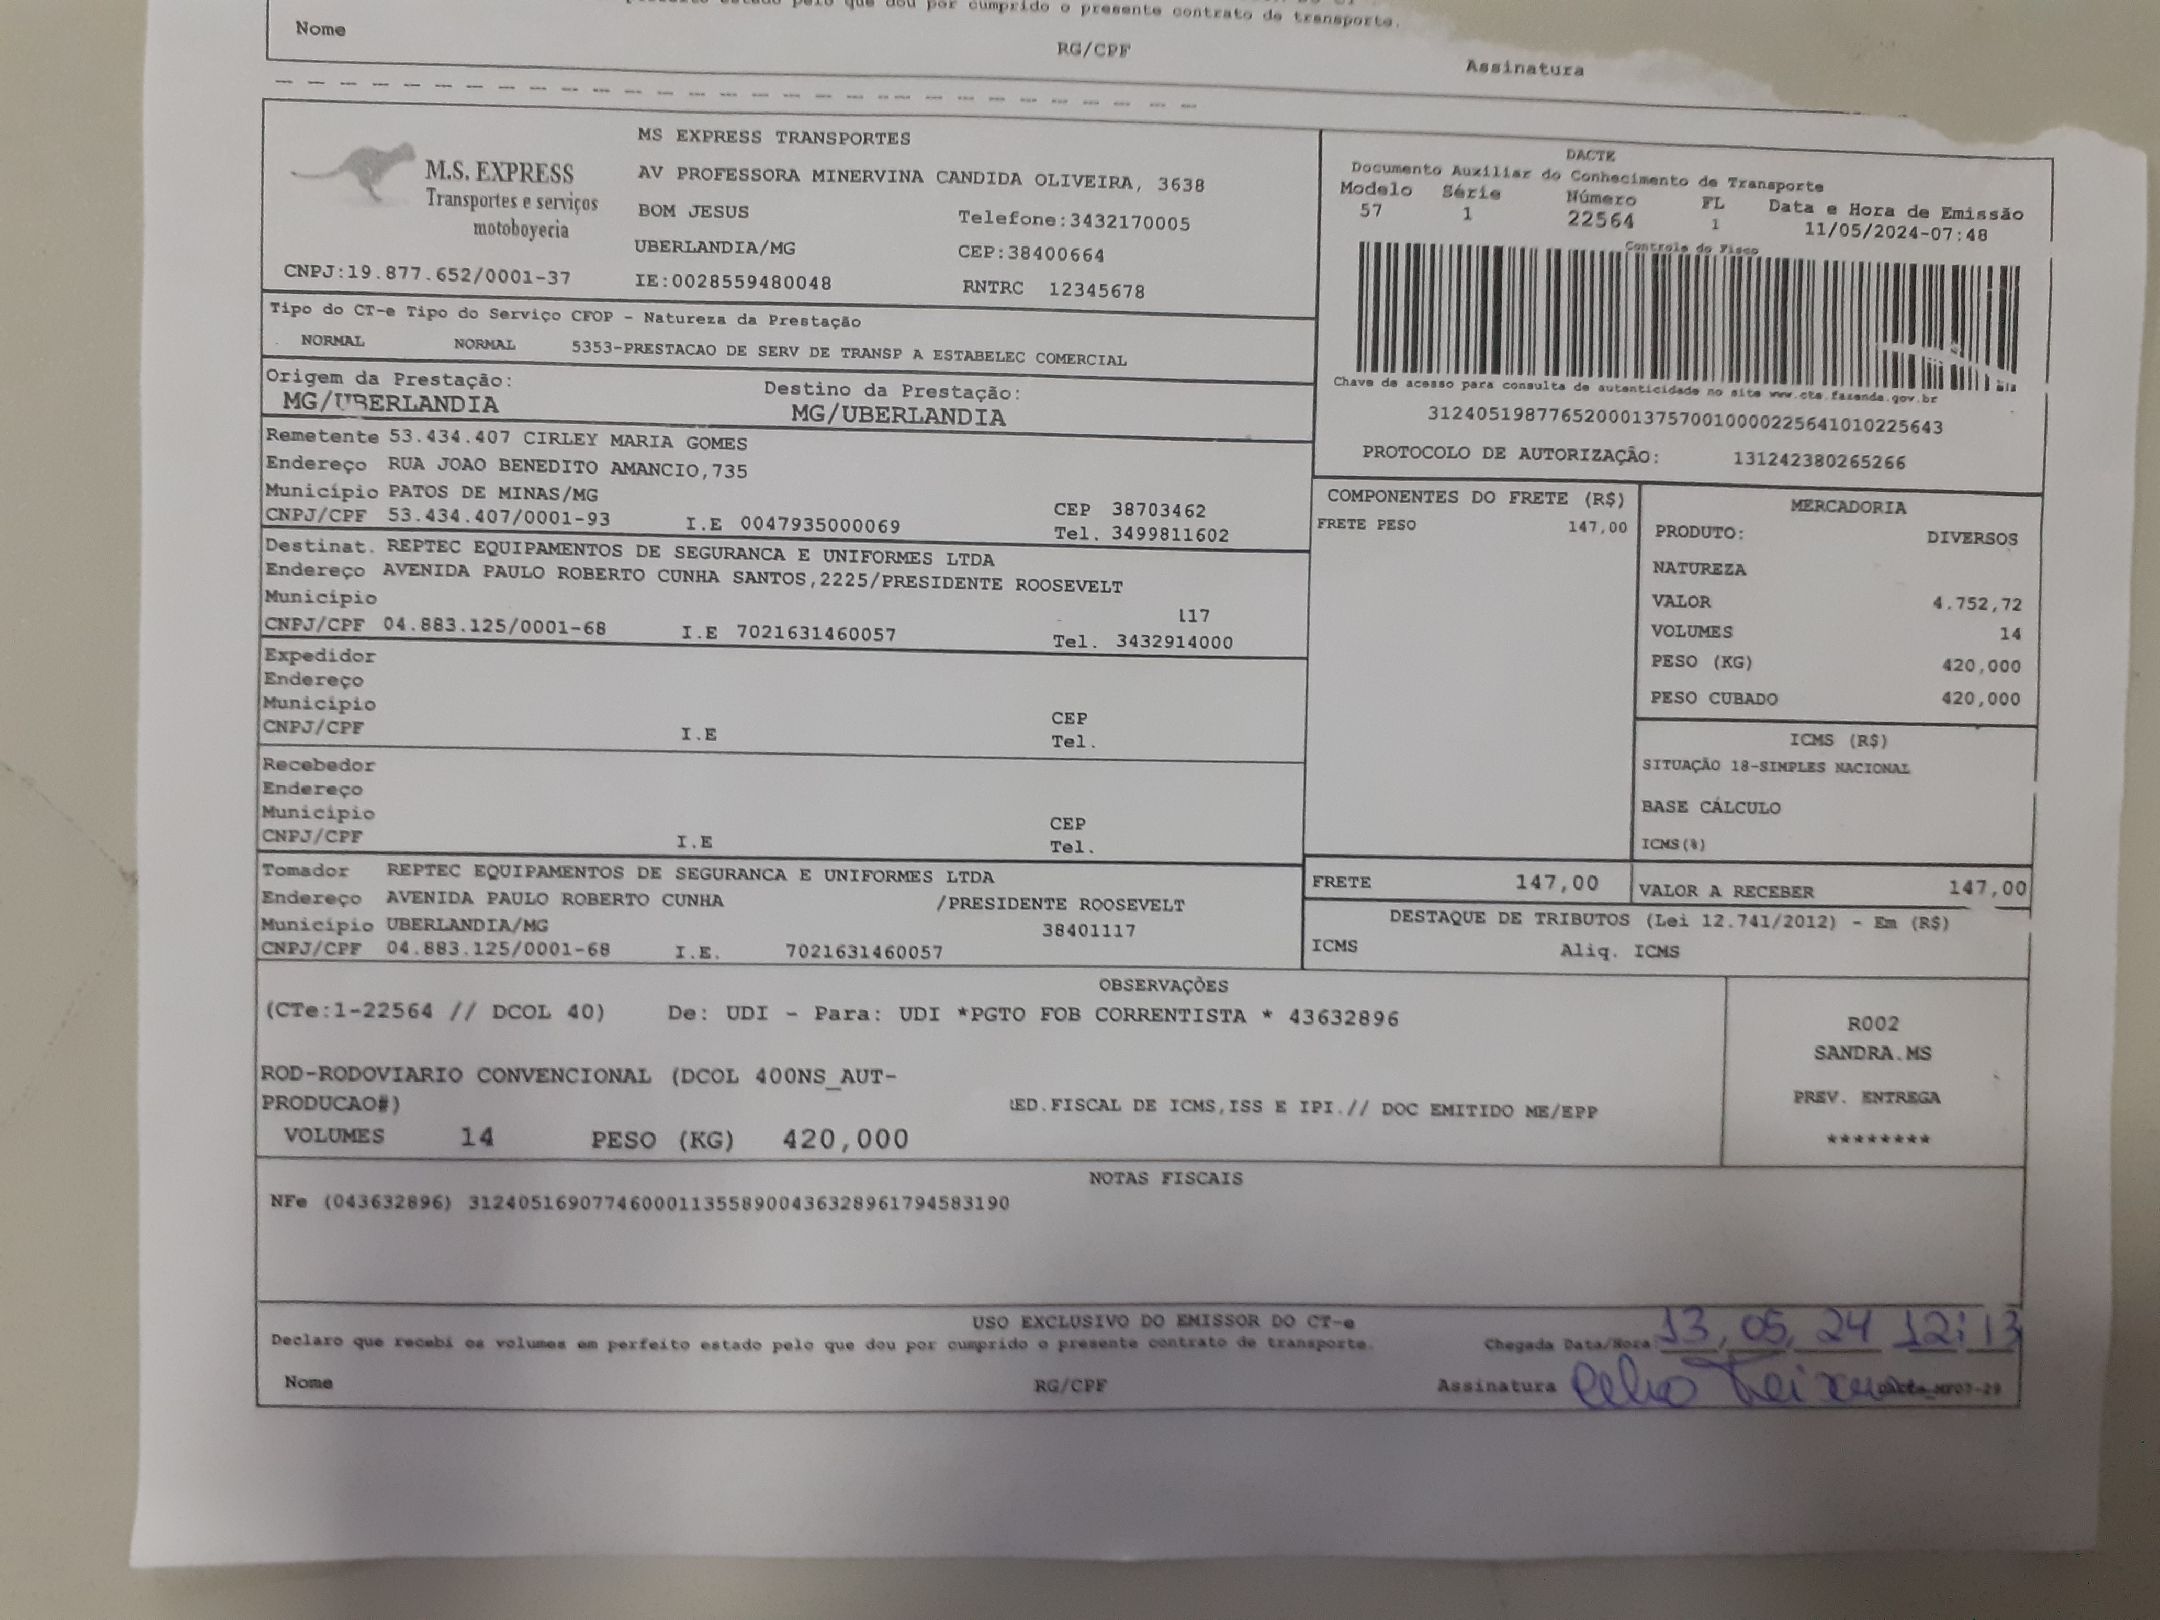 perfeito estado pelo que dou por cumprido o presente contrato de transporte.
Nome RG/CPF Assinatura
M.S. EXPRESS
Transportes e serviços
motoboyecia
CNPJ:19.877.652/0001-37
MS EXPRESS TRANSPORTES
AV PROFESSORA MINERVINA CANDIDA OLIVEIRA, 3638
BOM JESUS Telefone:3432170005
UBERLANDIA/MG CEP:38400664
IE:0028559480048 RNTRC 12345678
DACTE
Documento Auxiliar do Conhecimento de Transporte
Modelo Série Número FL Data e Hora de Emissão
57 1 22564 1 11/05/2024-07:48
Controle do Fisco
Chave de acesso para consulta de autenticidade no site www.cte.fazenda.gov.br
31240519877652000137570010000225641010225643
PROTOCOLO DE AUTORIZAÇÃO: 131242380265266
Tipo do CT-e Tipo do Serviço CFOP - Natureza da Prestação
NORMAL NORMAL 5353-PRESTACAO DE SERV DE TRANSP A ESTABELEC COMERCIAL
Origem da Prestação: Destino da Prestação:
MG/UBERLANDIA MG/UBERLANDIA
Remetente 53.434.407 CIRLEY MARIA GOMES
Endereço RUA JOAO BENEDITO AMANCIO,735
Município PATOS DE MINAS/MG CEP 38703462
CNPJ/CPF 53.434.407/0001-93 I.E 0047935000069 Tel. 3499811602
Destinat. REPTEC EQUIPAMENTOS DE SEGURANCA E UNIFORMES LTDA
Endereço AVENIDA PAULO ROBERTO CUNHA SANTOS,2225/PRESIDENTE ROOSEVELT
Município 117
CNPJ/CPF 04.883.125/0001-68 I.E 7021631460057 Tel. 3432914000
Expedidor
Endereço
Município CEP
CNPJ/CPF I.E Tel.
Recebedor
Endereço
Município CEP
CNPJ/CPF I.E Tel.
Tomador REPTEC EQUIPAMENTOS DE SEGURANCA E UNIFORMES LTDA
Endereço AVENIDA PAULO ROBERTO CUNHA /PRESIDENTE ROOSEVELT
Município UBERLANDIA/MG 38401117
CNPJ/CPF 04.883.125/0001-68 I.E. 7021631460057
COMPONENTES DO FRETE (R$)
FRETE PESO 147,00
MERCADORIA
PRODUTO: DIVERSOS
NATUREZA
VALOR 4.752,72
VOLUMES 14
PESO (KG) 420,000
PESO CUBADO 420,000
ICMS (R$)
SITUAÇÃO 18-SIMPLES NACIONAL
BASE CÁLCULO
ICMS(%)
FRETE 147,00 VALOR A RECEBER 147,00
DESTAQUE DE TRIBUTOS (Lei 12.741/2012) - Em (R$)
ICMS Aliq. ICMS
OBSERVAÇÕES
(CTe:1-22564 // DCOL 40) De: UDI - Para: UDI *PGTO FOB CORRENTISTA * 43632896
ROD-RODOVIARIO CONVENCIONAL (DCOL 400NS_AUT-
PRODUCAO#) RED.FISCAL DE ICMS,ISS E IPI.// DOC EMITIDO ME/EPP
VOLUMES 14 PESO (KG) 420,000
R002
SANDRA.MS
PREV. ENTREGA
********
NOTAS FISCAIS
NFe (043632896) 31240516907746000113558900436328961794583190
USO EXCLUSIVO DO EMISSOR DO CT-e
Declaro que recebi os volumes em perfeito estado pelo que dou por cumprido o presente contrato de transporte. Chegada Data/Hora: 13, 05, 24 12:13
Nome RG/CPF Assinatura